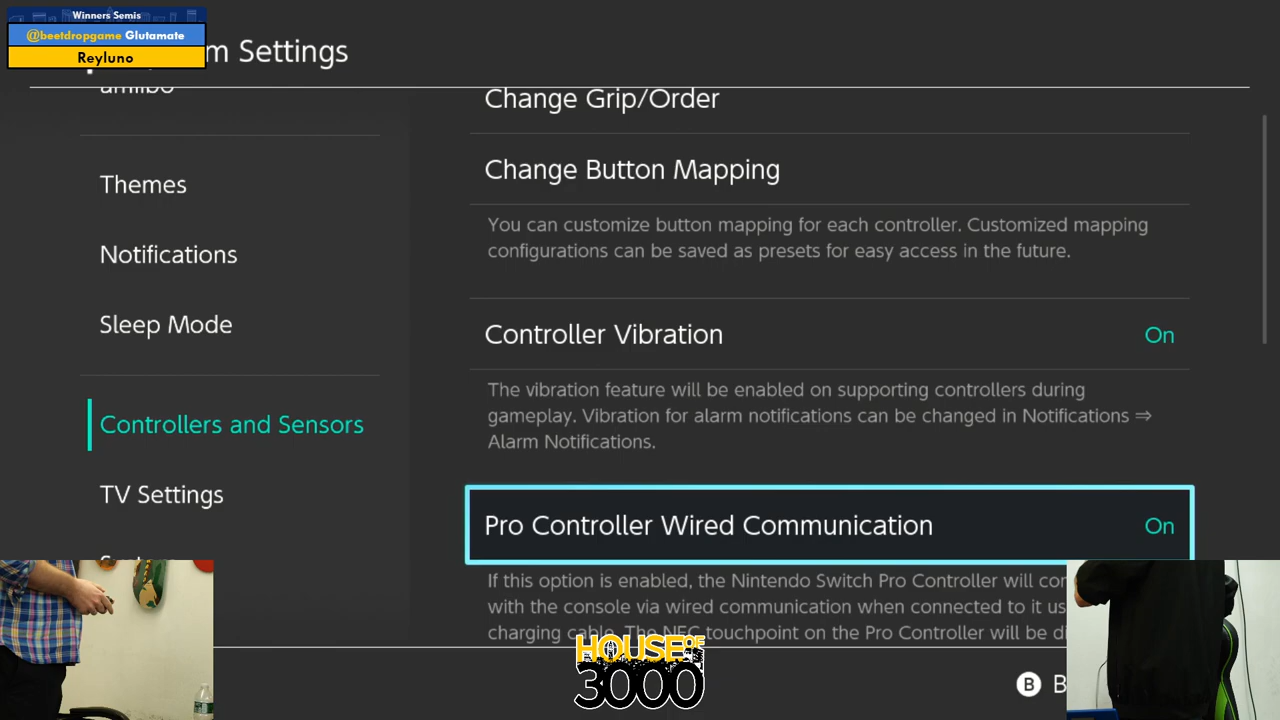 Winners Semis
@beetdropgame Glutamate
Reyluno
m Settings
amiibo
Themes
Notifications
Sleep Mode
Controllers and Sensors
TV Settings
Change Grip/Order
Change Button Mapping
You can customize button mapping for each controller. Customized mapping
configurations can be saved as presets for easy access in the future.
Controller Vibration On
The vibration feature will be enabled on supporting controllers during
gameplay. Vibration for alarm notifications can be changed in Notifications ⇒
Alarm Notifications.
Pro Controller Wired Communication On
If this option is enabled, the Nintendo Switch Pro Controller will
with the console via wired communication when connected to it
charging cable. The NFC touchpoint on the Pro Controller will be
HOUSE OF
3000
B